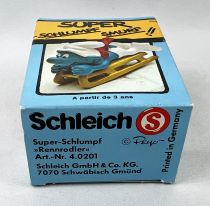 SUPER
SCHLUMPF SMURF !!
A partir de 3 ans
Schleich S
Super-Schlumpf
«Rennrodler»
Art.-Nr. 4.0201
© Peyo
Schleich GmbH & Co. KG.
7070 Schwäbisch Gmünd
Printed in Germany